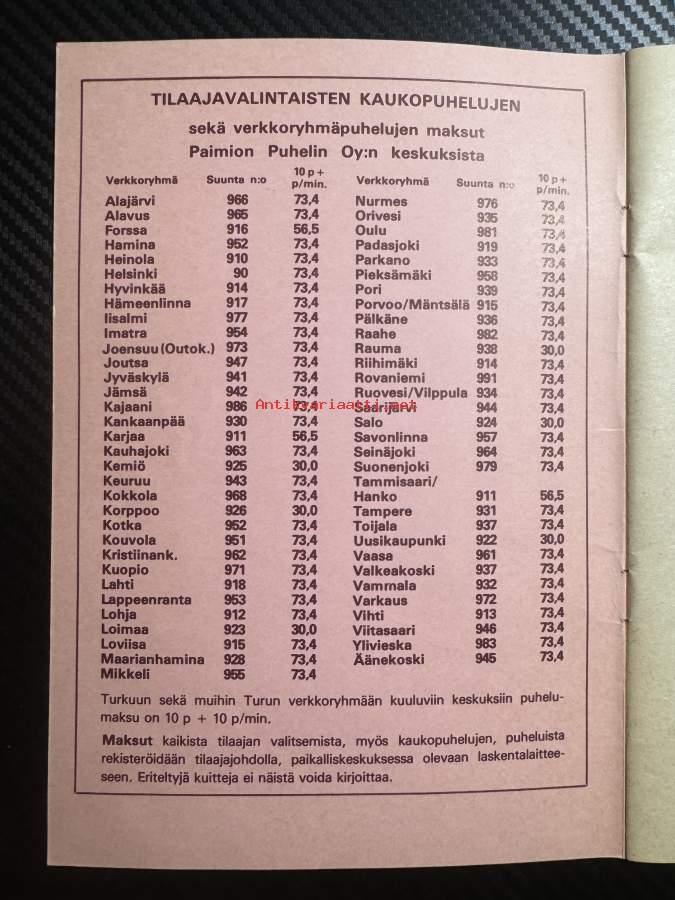 TILAAJAVALINTAISTEN KAUKOPUHELUJEN
sekä verkkoryhmäpuhelujen maksut
Paimion Puhelin Oy:n keskuksista
Verkkoryhmä Suunta n:o 10 p + p/min.
Alajärvi 966 73,4
Alavus 965 73,4
Forssa 916 56,5
Hamina 952 73,4
Heinola 910 73,4
Helsinki 90 73,4
Hyvinkää 914 73,4
Hämeenlinna 917 73,4
Iisalmi 977 73,4
Imatra 954 73,4
Joensuu (Outok.) 973 73,4
Joutsa 947 73,4
Jyväskylä 941 73,4
Jämsä 942 73,4
Kajaani 986 73,4
Kankaanpää 930 73,4
Karjaa 911 56,5
Kauhajoki 963 73,4
Kemiö 925 30,0
Keuruu 943 73,4
Kokkola 968 73,4
Korppoo 926 30,0
Kotka 952 73,4
Kouvola 951 73,4
Kristiinank. 962 73,4
Kuopio 971 73,4
Lahti 918 73,4
Lappeenranta 953 73,4
Lohja 912 73,4
Loimaa 923 30,0
Loviisa 915 73,4
Maarianhamina 928 73,4
Mikkeli 955 73,4
Verkkoryhmä Suunta n:o 10 p + p/min.
Nurmes 976 73,4
Orivesi 935 73,4
Oulu 981 73,4
Padasjoki 919 73,4
Parkano 933 73,4
Pieksämäki 958 73,4
Pori 939 73,4
Porvoo/Mäntsälä 915 73,4
Pälkäne 936 73,4
Raahe 982 73,4
Rauma 938 30,0
Riihimäki 914 73,4
Rovaniemi 991 73,4
Ruovesi/Vilppula 934 73,4
Saarijärvi 944 73,4
Salo 924 30,0
Savonlinna 957 73,4
Seinäjoki 964 73,4
Suonenjoki 979 73,4
Tammisaari/
Hanko 911 56,5
Tampere 931 73,4
Toijala 937 73,4
Uusikaupunki 922 30,0
Vaasa 961 73,4
Valkeakoski 937 73,4
Vammala 932 73,4
Varkaus 972 73,4
Vihti 913 73,4
Viitasaari 946 73,4
Ylivieska 983 73,4
Äänekoski 945 73,4
Antikvariaatti.net
Turkuun sekä muihin Turun verkkoryhmään kuuluviin keskuksiin puhelu-
maksu on 10 p + 10 p/min.
Maksut kaikista tilaajan valitsemista, myös kaukopuhelujen, puheluista
rekisteröidään tilaajajohdolla, paikalliskeskuksessa olevaan laskentalaittee-
seen. Eriteltyjä kuitteja ei näistä voida kirjoittaa.